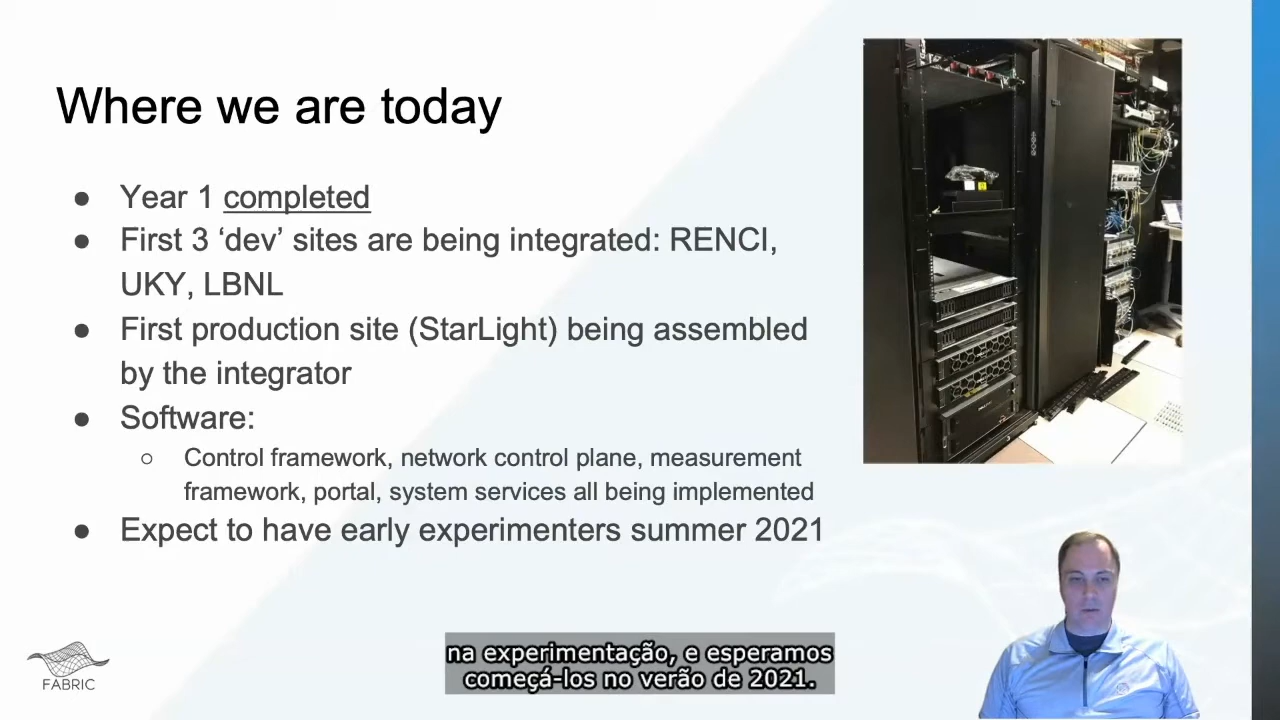 Where we are today
● Year 1 completed
● First 3 ‘dev’ sites are being integrated: RENCI,
UKY, LBNL
● First production site (StarLight) being assembled
by the integrator
● Software:
○ Control framework, network control plane, measurement
framework, portal, system services all being implemented
● Expect to have early experimenters summer 2021
FABRIC
na experimentação, e esperamos
começá-los no verão de 2021.